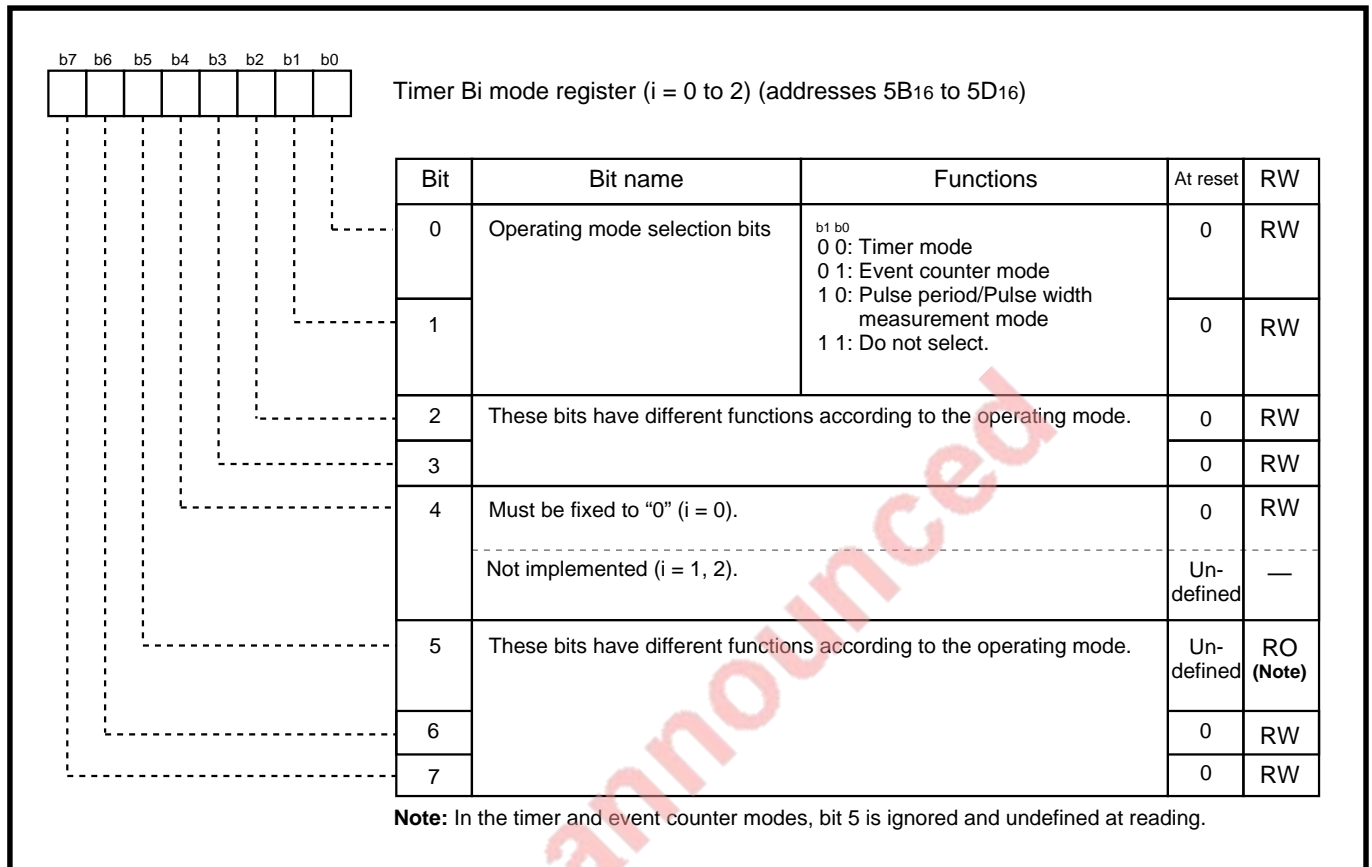 b7 b6 b5 b4 b3 b2 b1 b0
Timer Bi mode register (i = 0 to 2) (addresses 5B16 to 5D16)
Bit Bit name Functions At reset RW
0 Operating mode selection bits b1 b0 0 RW
0 0: Timer mode
0 1: Event counter mode
1 0: Pulse period/Pulse width
measurement mode
1 1: Do not select.
1 0 RW
2 These bits have different functions according to the operating mode. 0 RW
3 0 RW
4 Must be fixed to “0” (i = 0). 0 RW
Not implemented (i = 1, 2). Un-
defined —
5 These bits have different functions according to the operating mode. Un-
defined RO
(Note)
6 0 RW
7 0 RW
Note: In the timer and event counter modes, bit 5 is ignored and undefined at reading.
announced